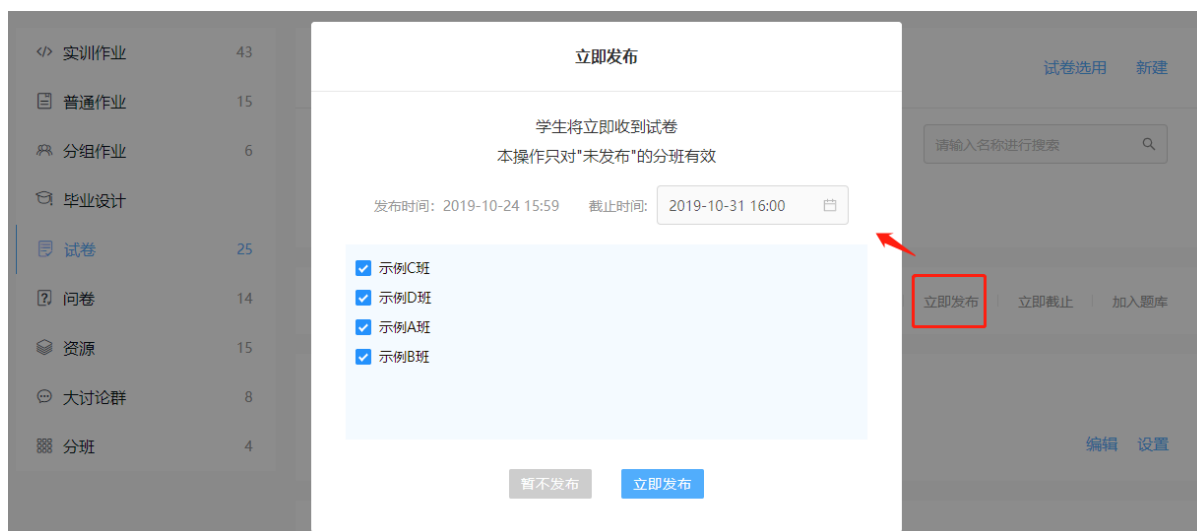 实训作业 43
普通作业 15
分组作业 6
毕业设计
试卷 25
问卷 14
资源 15
大讨论群 8
分班 4
立即发布
学生将立即收到试卷
本操作只对"未发布"的分班有效
发布时间: 2019-10-24 15:59 截止时间: 2019-10-31 16:00
示例C班
示例D班
示例A班
示例B班
暂不发布 立即发布
试卷选用 新建
请输入名称进行搜索
立即发布 立即截止 加入题库
编辑 设置